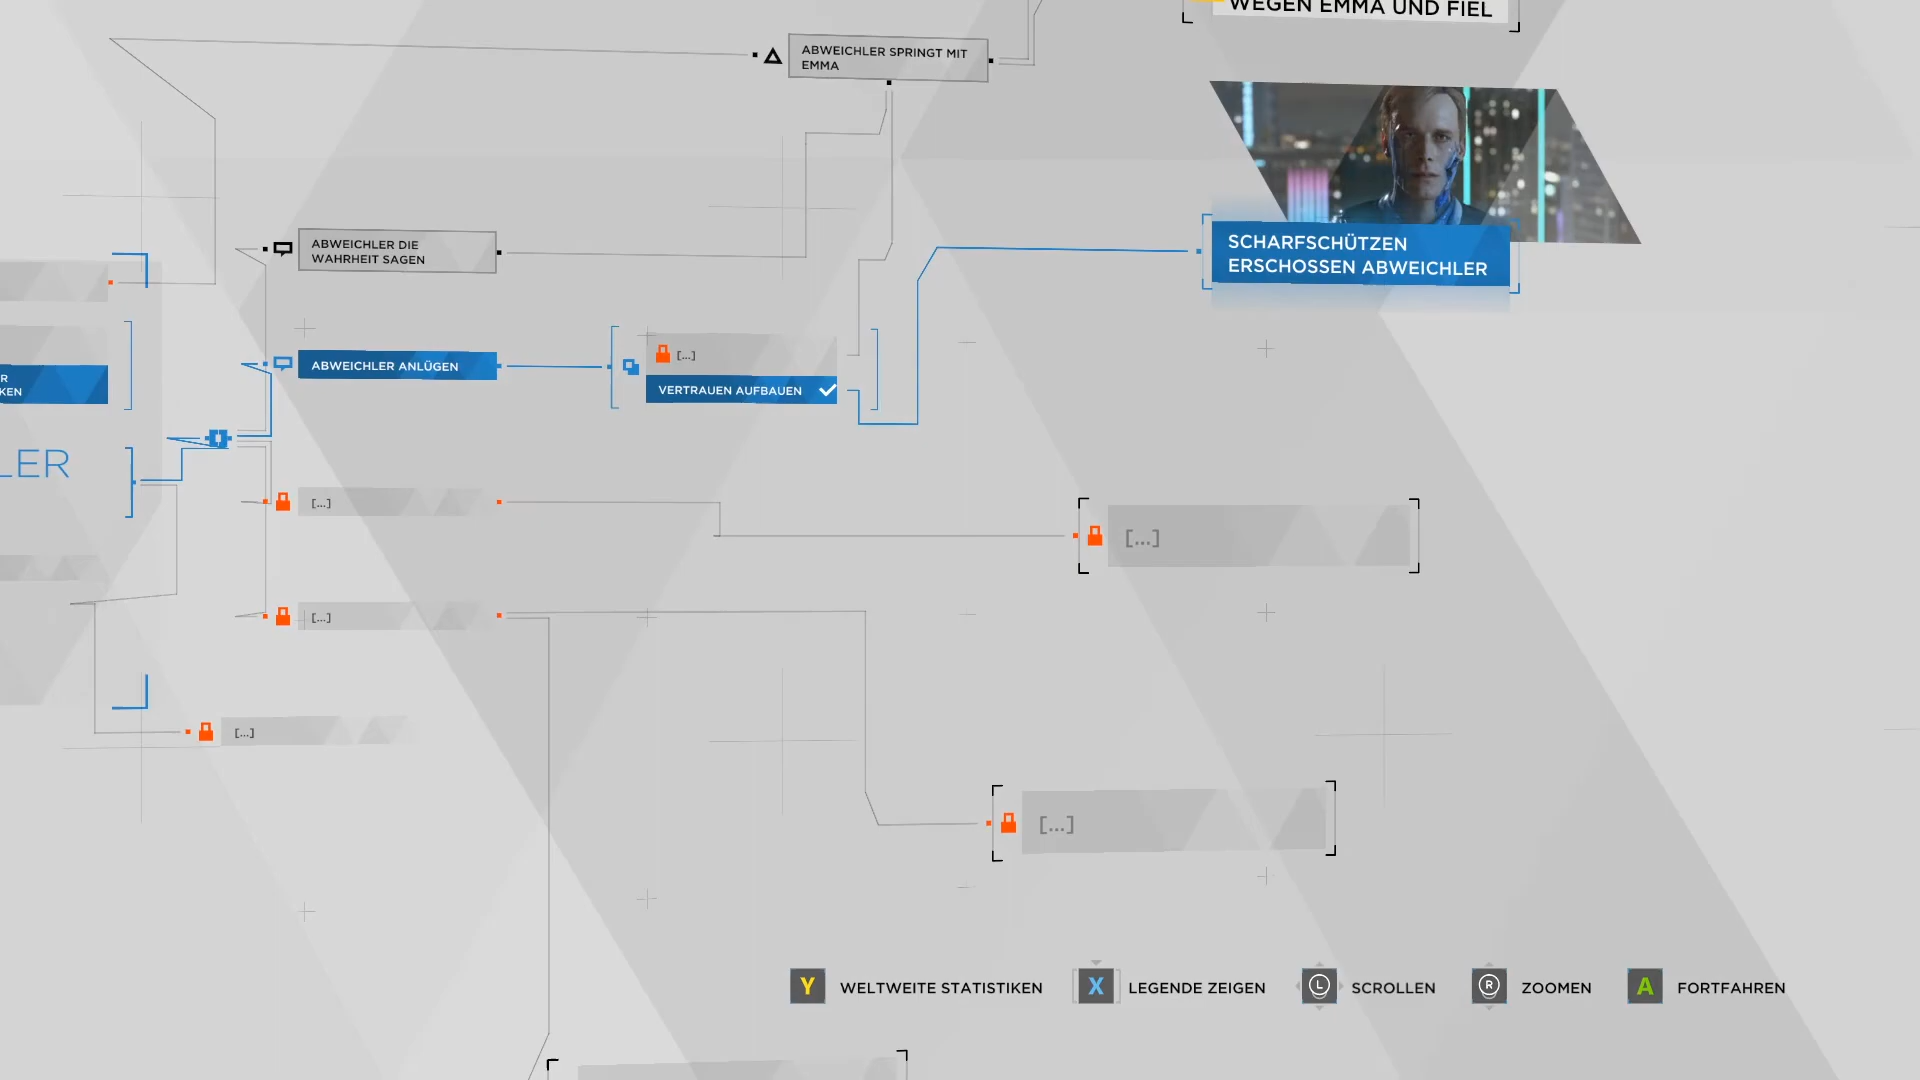 WEGEN EMMA UND FIEL
ABWEICHLER SPRINGT MIT
EMMA
SCHARFSCHÜTZEN
ERSCHOSSEN ABWEICHLER
ABWEICHLER DIE
WAHRHEIT SAGEN
[...]
ABWEICHLER ANLÜGEN
VERTRAUEN AUFBAUEN
R
KEN
LER
[...]
[...]
[...]
[...]
[...]
Y WELTWEITE STATISTIKEN
X LEGENDE ZEIGEN
L SCROLLEN
R ZOOMEN
A FORTFAHREN